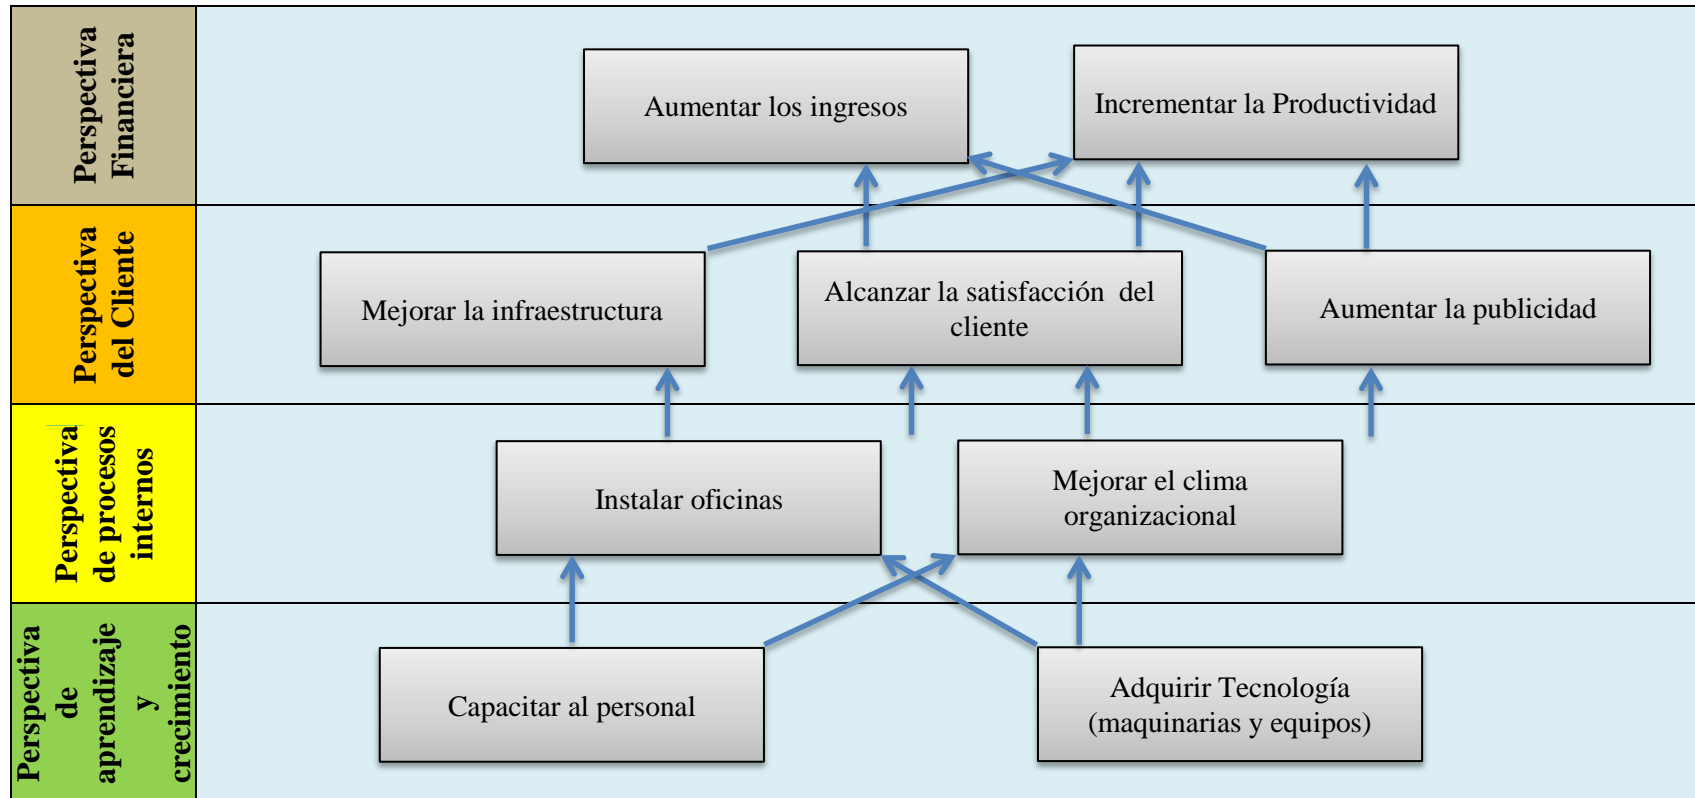 Perspectiva
Financiera
Aumentar los ingresos
Incrementar la Productividad
Perspectiva
del Cliente
Mejorar la infraestructura
Alcanzar la satisfacción  del
cliente
Aumentar la publicidad
Perspectiva
de procesos
internos
Instalar oficinas
Mejorar el clima
organizacional
Perspectiva
de
aprendizaje
y
crecimiento
Capacitar al personal
Adquirir Tecnología
(maquinarias y equipos)